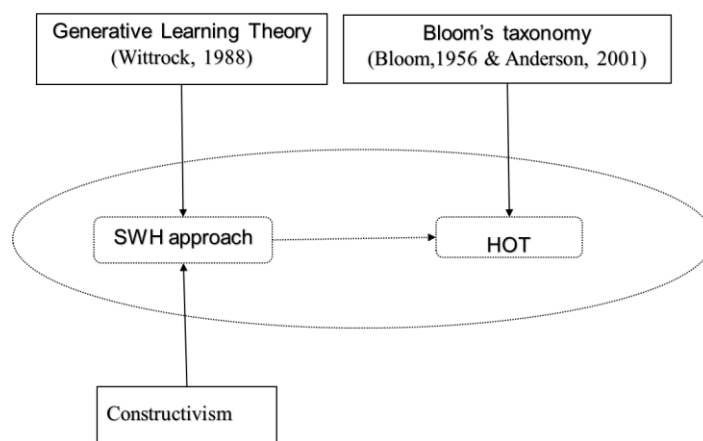 Generative Learning Theory
(Wittrock, 1988)
Bloom's taxonomy
(Bloom,1956 & Anderson, 2001)
SWH approach
HOT
Constructivism